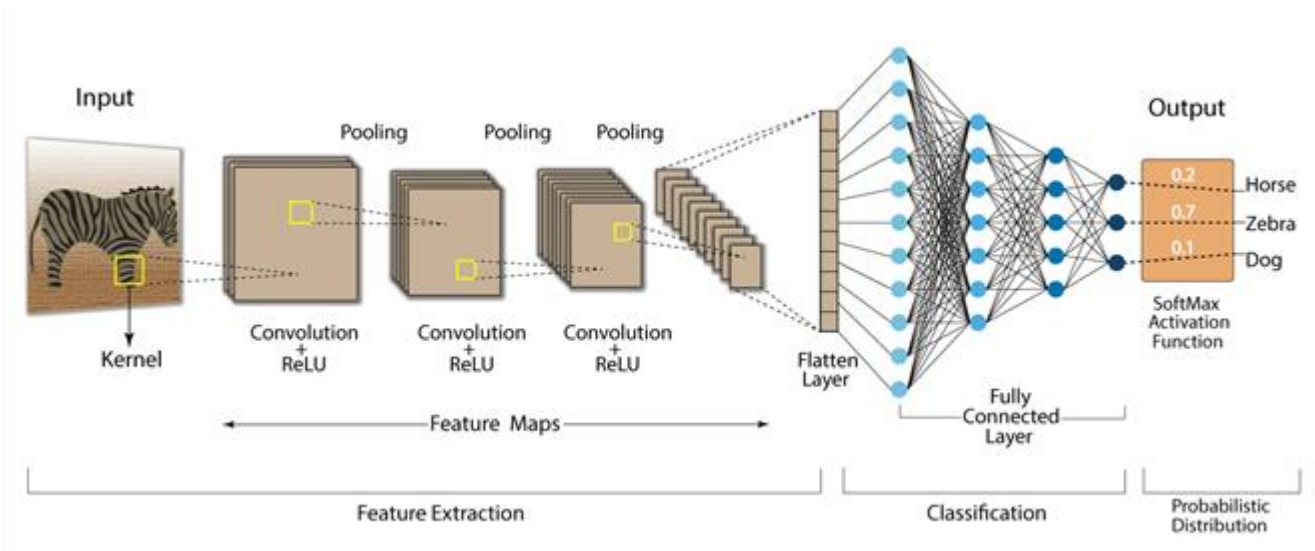 Input
Kernel
Pooling
Pooling
Pooling
Convolution
+
ReLU
Convolution
+
ReLU
Convolution
+
ReLU
Feature Maps
Flatten
Layer
Fully
Connected
Layer
Output
0.2
Horse
0.7
Zebra
0.1
Dog
SoftMax
Activation
Function
Feature Extraction
Classification
Probabilistic
Distribution